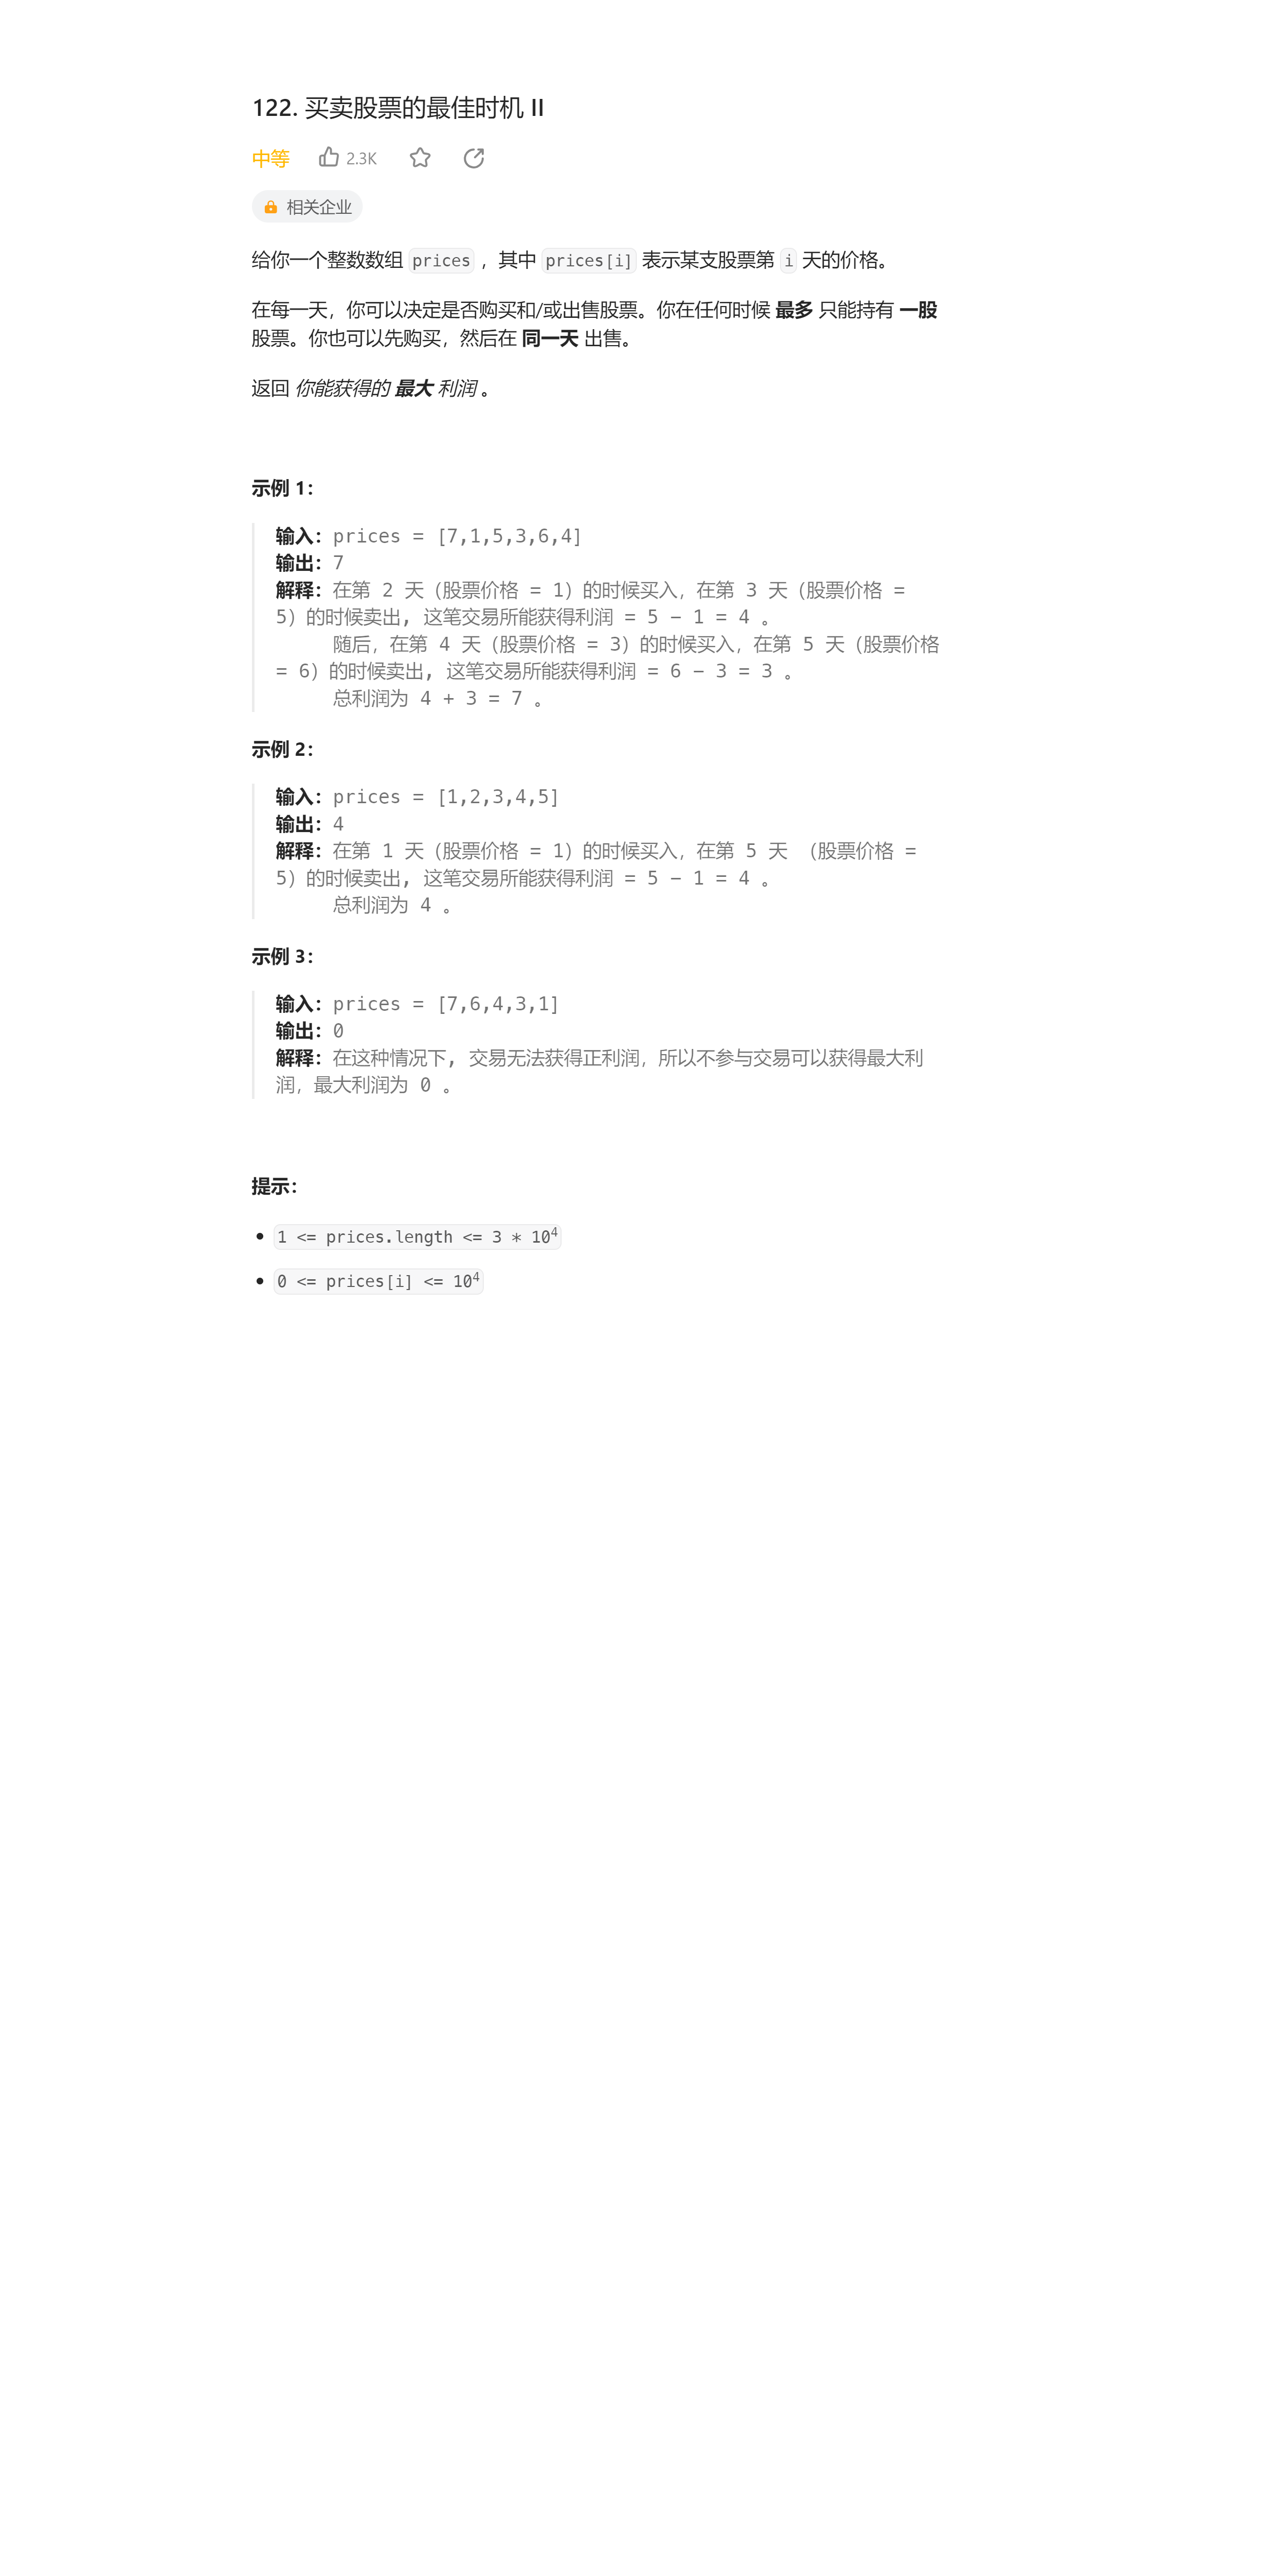 122. 买卖股票的最佳时机 II
中等 2.3K
相关企业
给你一个整数数组 prices ，其中 prices[i] 表示某支股票第 i 天的价格。
在每一天，你可以决定是否购买和/或出售股票。你在任何时候 最多 只能持有 一股
股票。你也可以先购买，然后在 同一天 出售。
返回 你能获得的 最大 利润 。
示例 1：
输入：prices = [7,1,5,3,6,4]
输出：7
解释：在第 2 天（股票价格 = 1）的时候买入，在第 3 天（股票价格 =
5）的时候卖出, 这笔交易所能获得利润 = 5 - 1 = 4 。
随后，在第 4 天（股票价格 = 3）的时候买入，在第 5 天（股票价格
= 6）的时候卖出, 这笔交易所能获得利润 = 6 - 3 = 3 。
总利润为 4 + 3 = 7 。
示例 2：
输入：prices = [1,2,3,4,5]
输出：4
解释：在第 1 天（股票价格 = 1）的时候买入，在第 5 天 （股票价格 =
5）的时候卖出, 这笔交易所能获得利润 = 5 - 1 = 4 。
总利润为 4 。
示例 3：
输入：prices = [7,6,4,3,1]
输出：0
解释：在这种情况下, 交易无法获得正利润，所以不参与交易可以获得最大利
润，最大利润为 0 。
提示：
• 1 <= prices.length <= 3 * 10⁴
• 0 <= prices[i] <= 10⁴